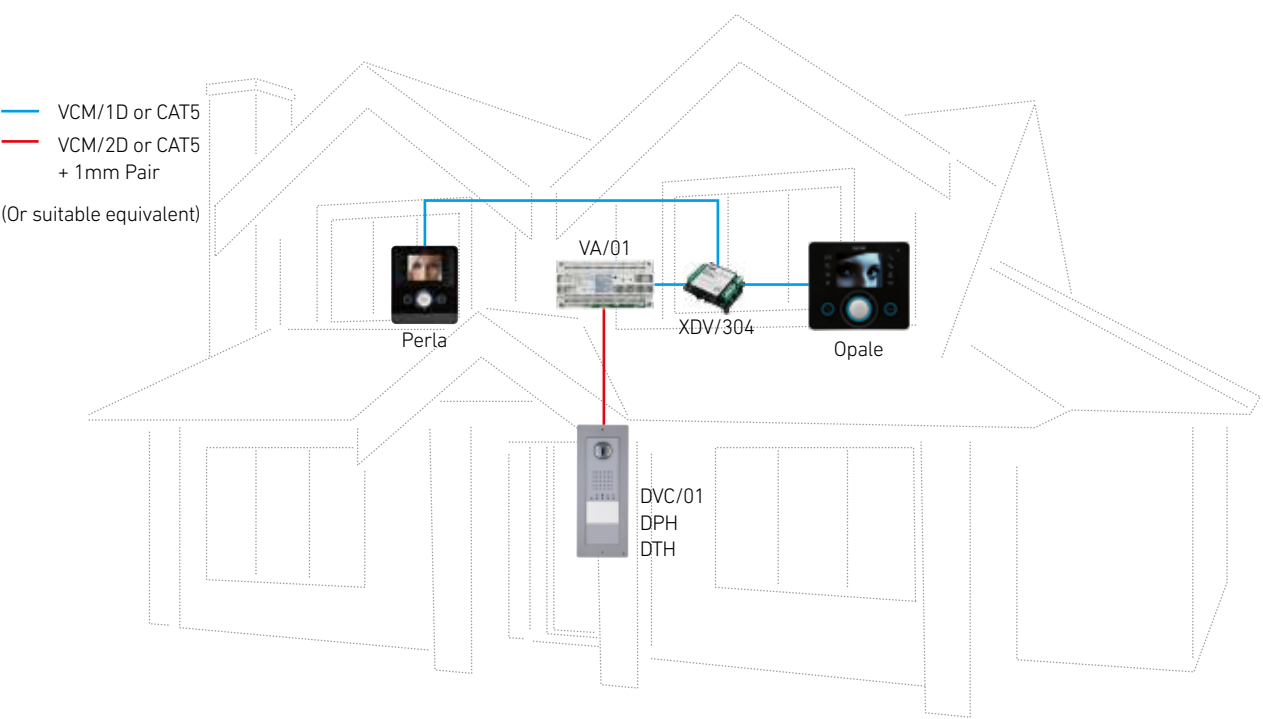 VCM/1D or CAT5
VCM/2D or CAT5
+ 1mm Pair
(Or suitable equivalent)
VA/01
XDV/304
Perla
Opale
DVC/01
DPH
DTH